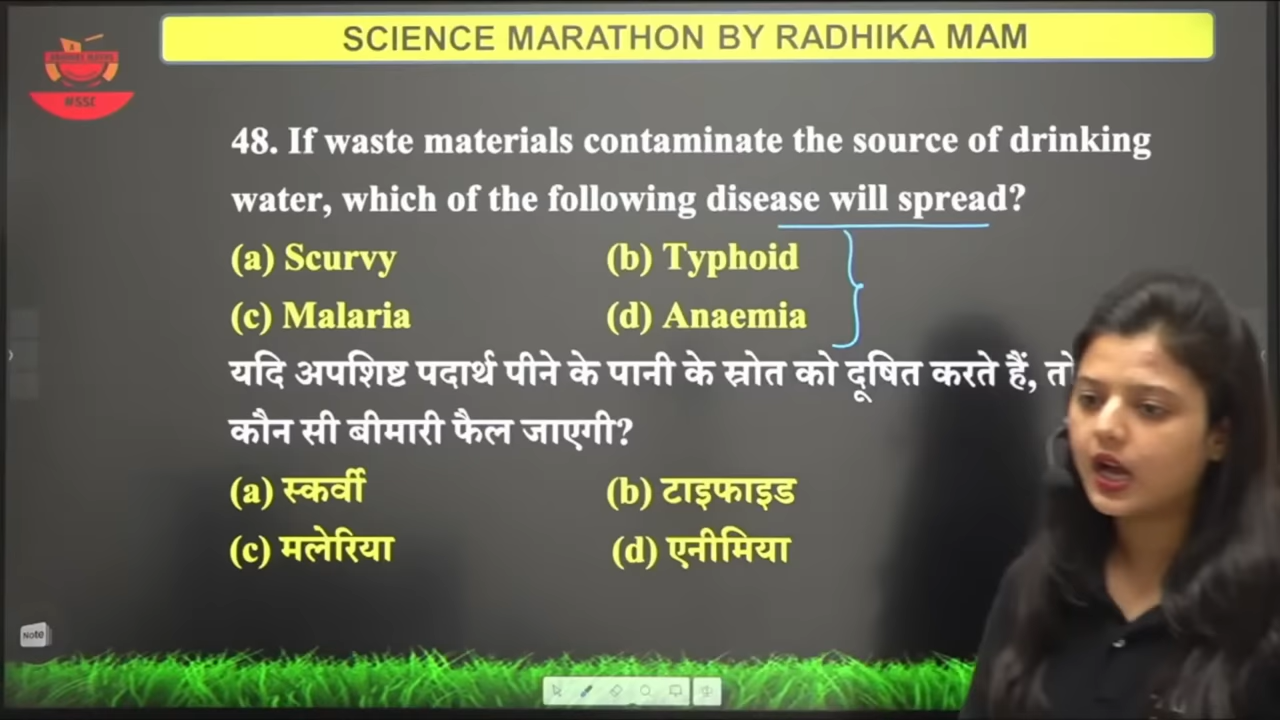 SCIENCE MARATHON BY RADHIKA MAM
#SSC
48. If waste materials contaminate the source of drinking
water, which of the following disease will spread?
(a) Scurvy (b) Typhoid
(c) Malaria (d) Anaemia
यदि अपशिष्ट पदार्थ पीने के पानी के स्रोत को दूषित करते हैं, तो
कौन सी बीमारी फैल जाएगी?
(a) स्कर्वी (b) टाइफाइड
(c) मलेरिया (d) एनीमिया
Note